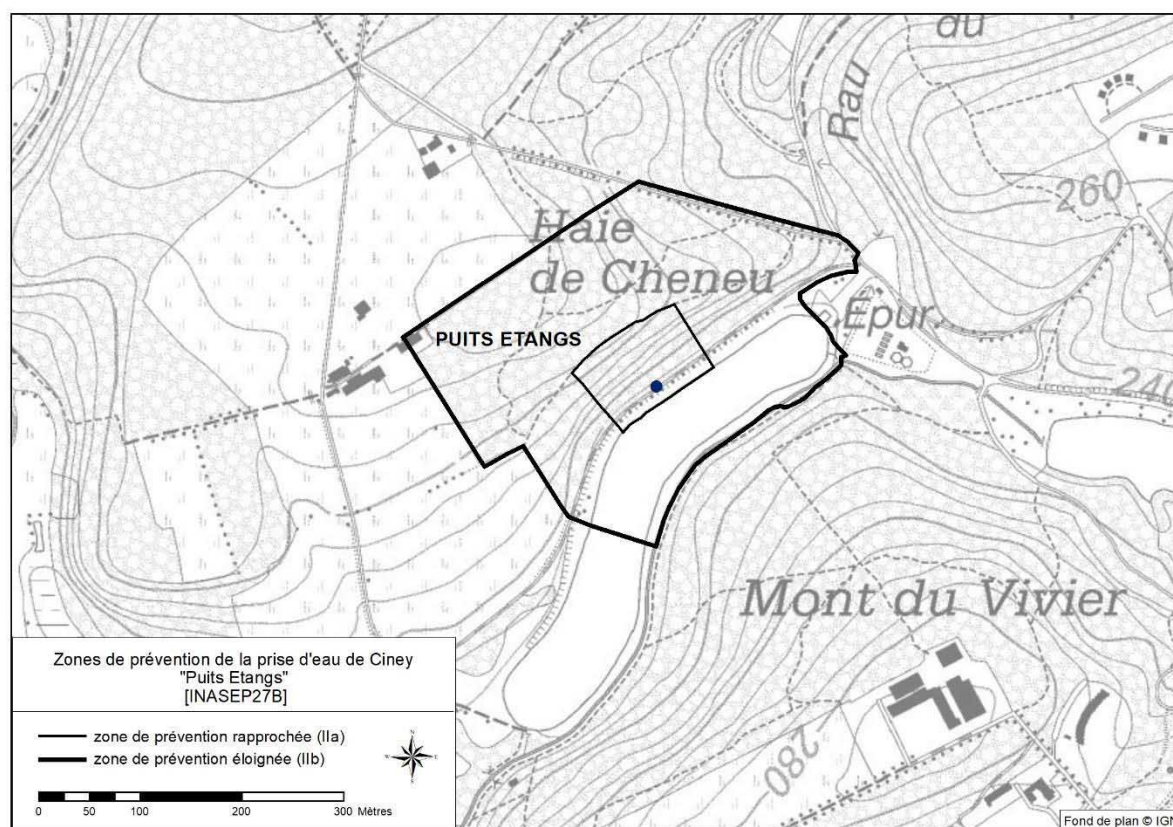 du
Rau
260
Haie
de Cheneu
Epur
PUITS ETANGS
240
Mont du Vivier
280
Zones de prévention de la prise d'eau de Ciney
"Puits Etangs"
[INASEP27B]
zone de prévention rapprochée (IIa)
zone de prévention éloignée (IIb)
N
W E
S
0 50 100 200 300 Mètres
Fond de plan © IGN